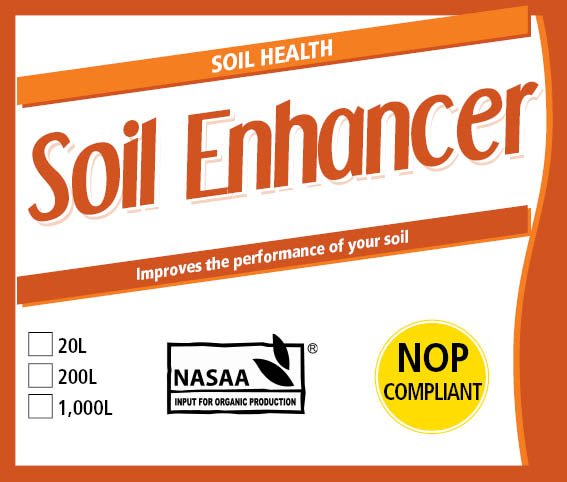 SOIL HEALTH
Soil Enhancer
Improves the performance of your soil
20L
200L
1,000L
NASAA
®
INPUT FOR ORGANIC PRODUCTION
NOP
COMPLIANT